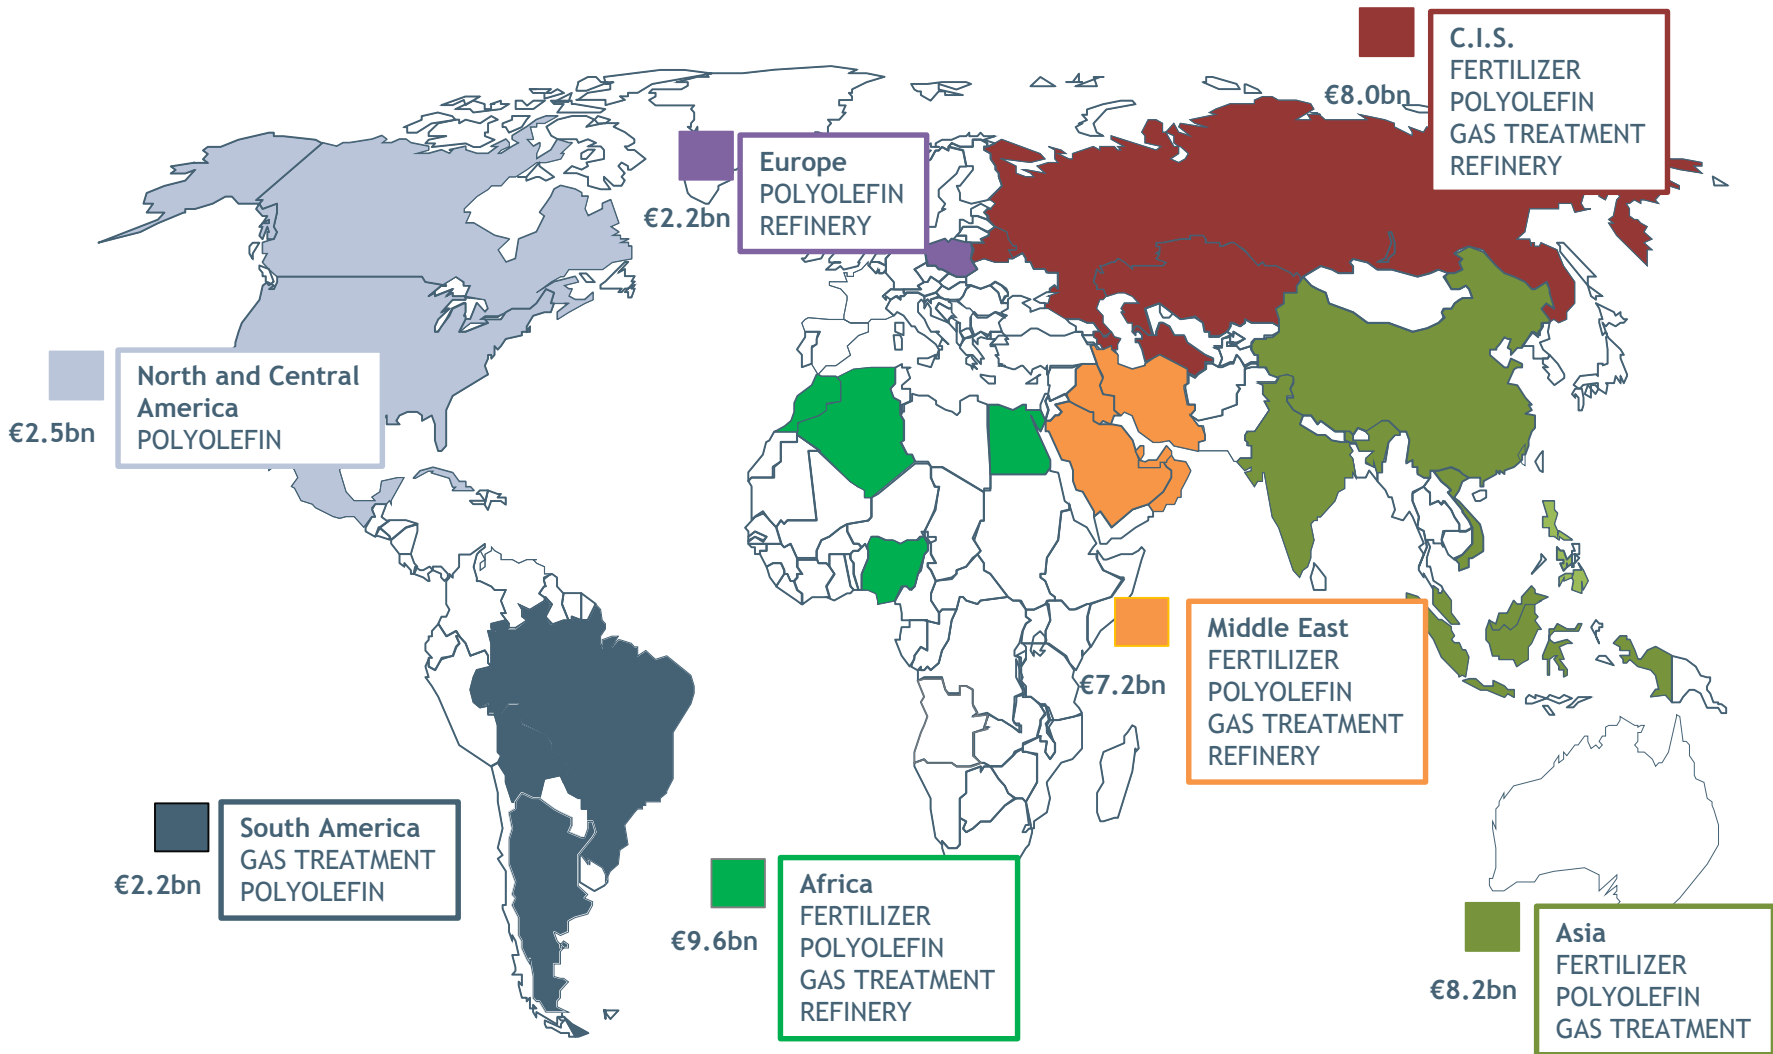 C.I.S.
FERTILIZER
POLYOLEFIN
GAS TREATMENT
REFINERY
€8.0bn
Europe
POLYOLEFIN
REFINERY
€2.2bn
North and Central
America
POLYOLEFIN
€2.5bn
Middle East
FERTILIZER
POLYOLEFIN
GAS TREATMENT
REFINERY
€7.2bn
South America
GAS TREATMENT
POLYOLEFIN
€2.2bn
Africa
FERTILIZER
POLYOLEFIN
GAS TREATMENT
REFINERY
€9.6bn
Asia
FERTILIZER
POLYOLEFIN
GAS TREATMENT
€8.2bn